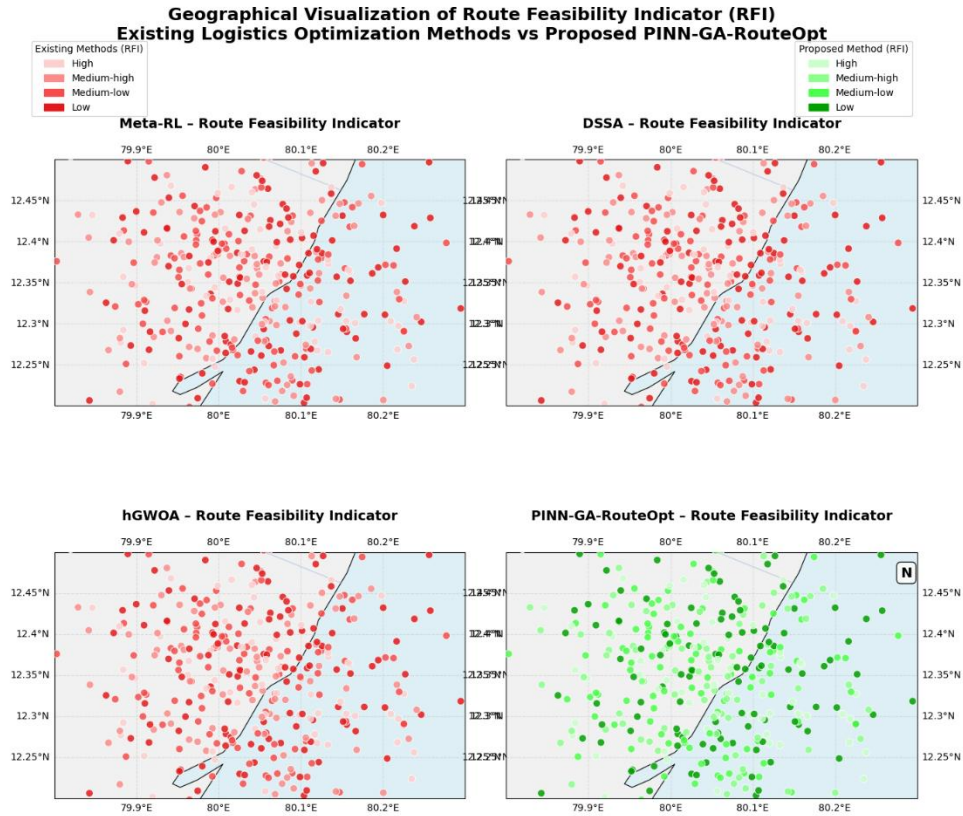 Geographical Visualization of Route Feasibility Indicator (RFI)
Existing Logistics Optimization Methods vs Proposed PINN-GA-RouteOpt
Existing Methods (RFI)
High
Medium-high
Medium-low
Low
Proposed Method (RFI)
High
Medium-high
Medium-low
Low
Meta-RL – Route Feasibility Indicator
79.9°E 80°E 80.1°E 80.2°E
12.45°N
12.4°N
12.35°N
12.3°N
12.25°N
79.9°E 80°E 80.1°E 80.2°E
DSSA – Route Feasibility Indicator
79.9°E 80°E 80.1°E 80.2°E
12.45°N
12.4°N
12.35°N
12.3°N
12.25°N
79.9°E 80°E 80.1°E 80.2°E
hGWOA – Route Feasibility Indicator
79.9°E 80°E 80.1°E 80.2°E
12.45°N
12.4°N
12.35°N
12.3°N
12.25°N
79.9°E 80°E 80.1°E 80.2°E
PINN-GA-RouteOpt – Route Feasibility Indicator
79.9°E 80°E 80.1°E 80.2°E
N
12.45°N
12.4°N
12.35°N
12.3°N
12.25°N
79.9°E 80°E 80.1°E 80.2°E